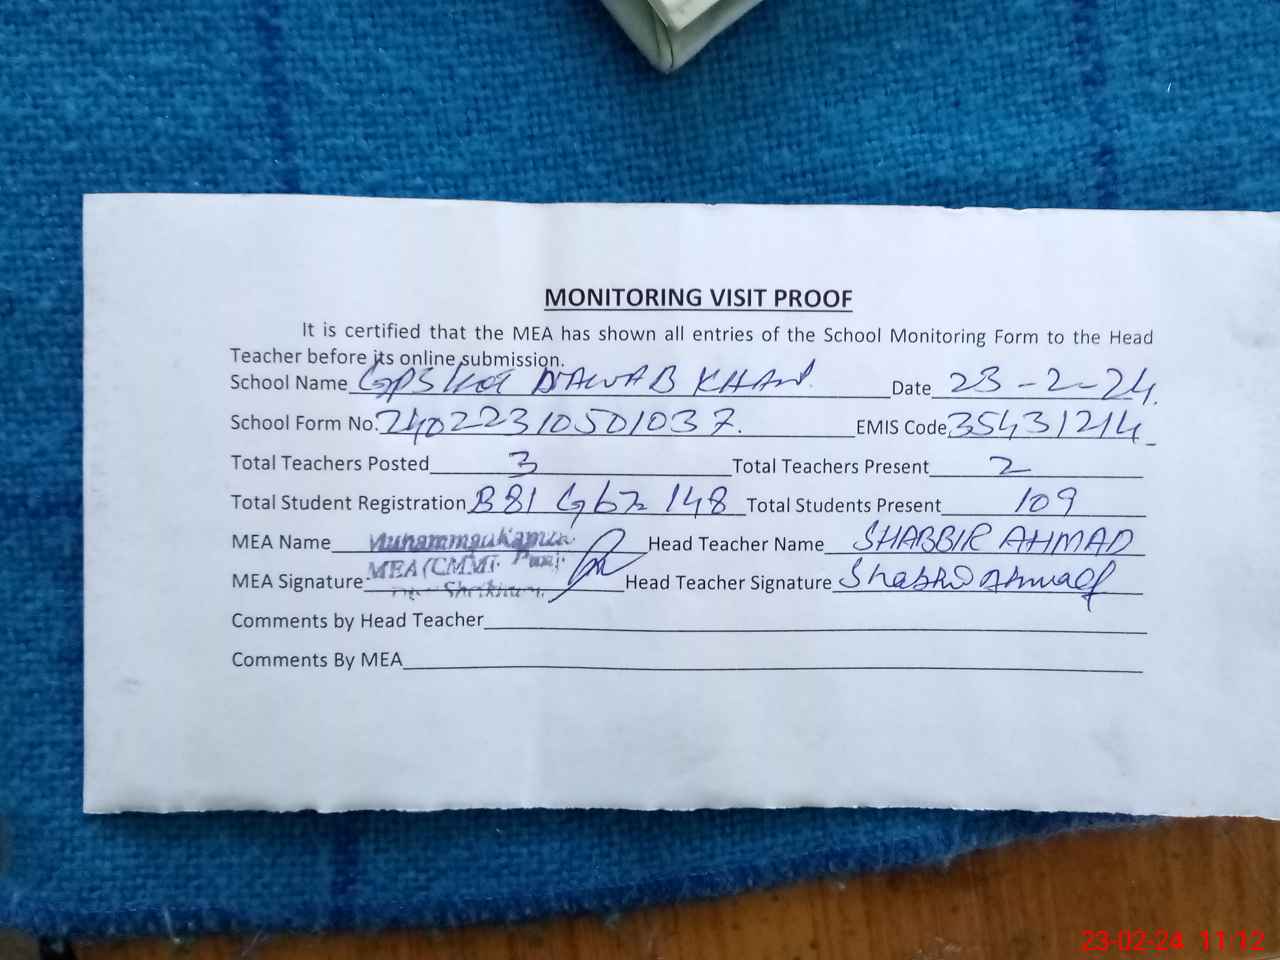 MONITORING VISIT PROOF
It is certified that the MEA has shown all entries of the School Monitoring Form to the Head
Teacher before its online submission.
School Name GPS Kot NAWAB KHAN. Date 23-2-24.
School Form No. 24022310501037. EMIS Code 35431214
Total Teachers Posted 3 Total Teachers Present 2
Total Student Registration B81 G67 148 Total Students Present 109
MEA Name Head Teacher Name SHABBIR AHMAD
MEA Signature MEA (CMMF Head Teacher Signature Shabbir Ahmad
Comments by Head Teacher
Comments By MEA
23-02-24 11:12